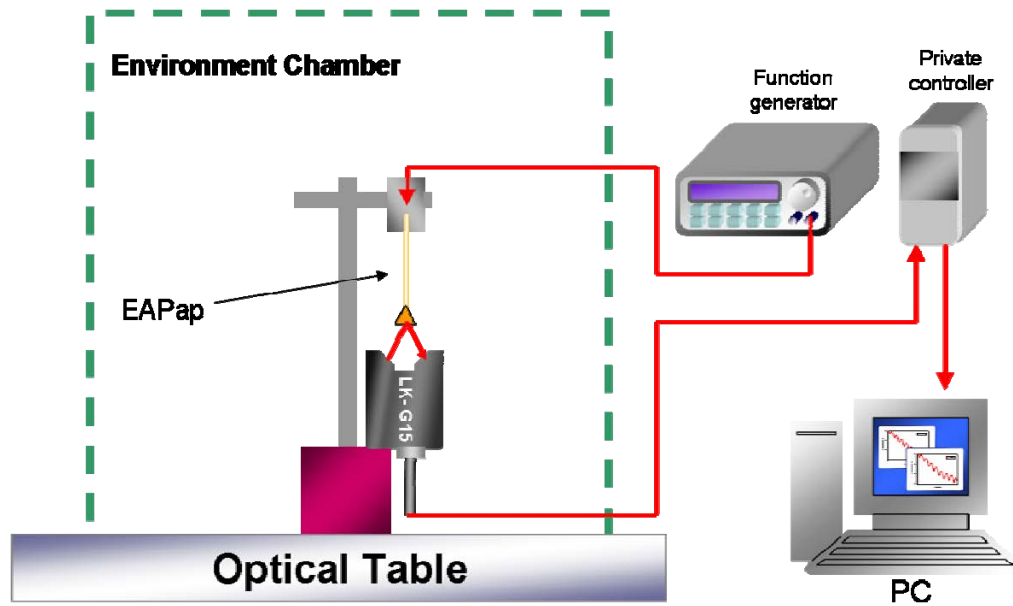 Environment Chamber
Function
generator
Private
controller
EAPap
LK-G15
Optical Table
PC